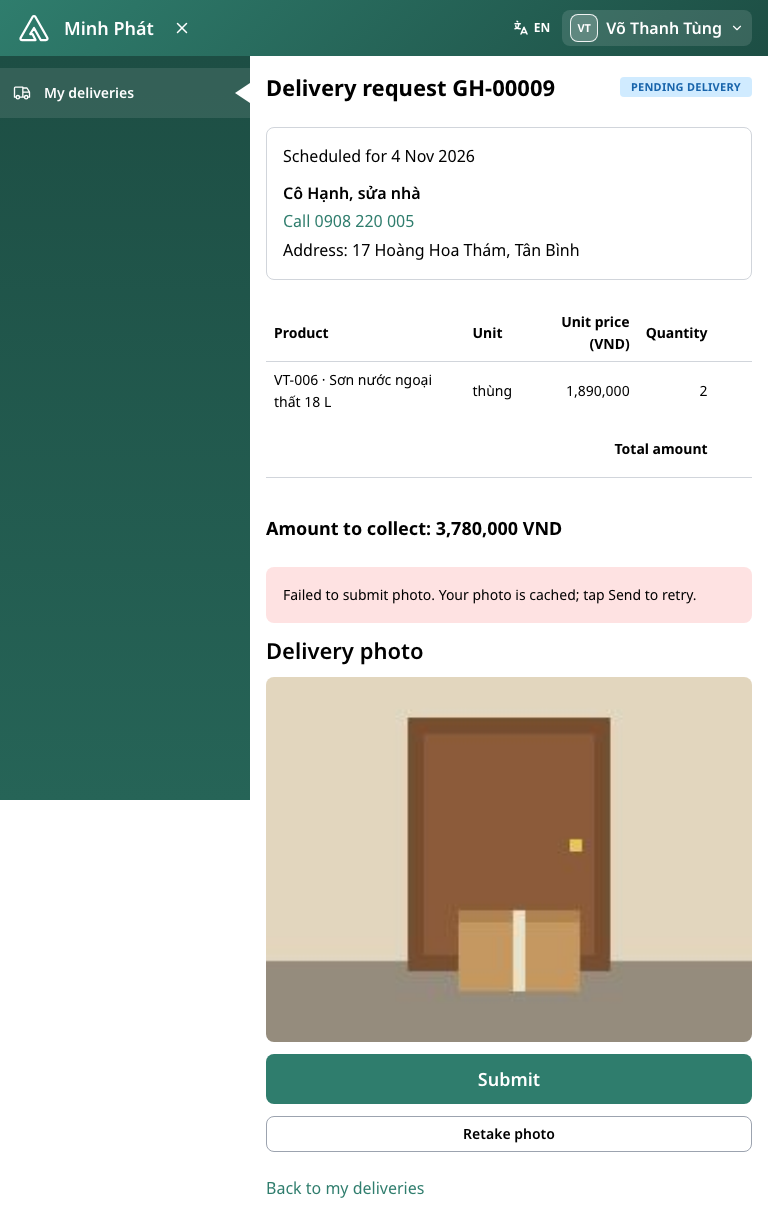 Minh Phát
EN
VT
Võ Thanh Tùng
My deliveries
Delivery request GH-00009
PENDING DELIVERY
Scheduled for 4 Nov 2026
Cô Hạnh, sửa nhà
Call 0908 220 005
Address: 17 Hoàng Hoa Thám, Tân Bình
Product Unit Unit price (VND) Quantity
VT-006 · Sơn nước ngoại
thất 18 L
thùng 1,890,000 2
Total amount
Amount to collect: 3,780,000 VND
Failed to submit photo. Your photo is cached; tap Send to retry.
Delivery photo
Submit
Retake photo
Back to my deliveries